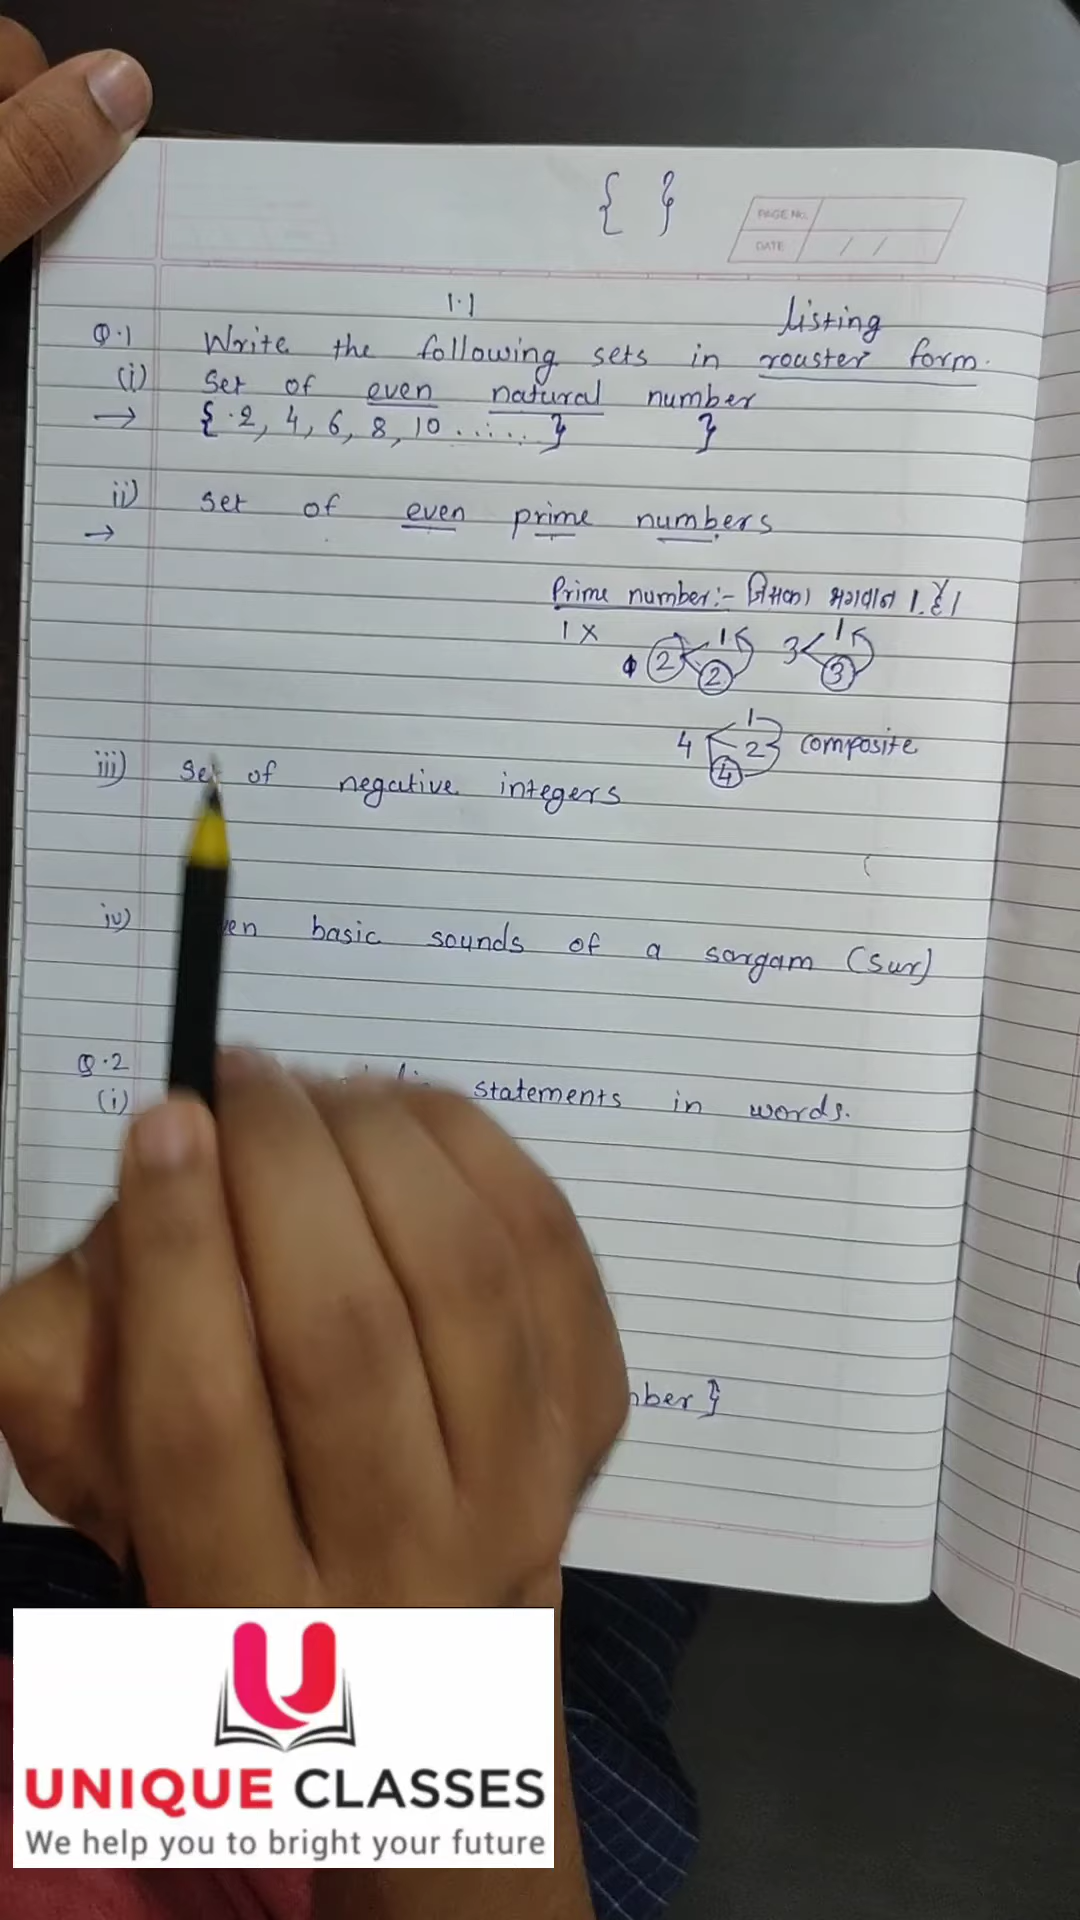 { }
PAGE No.
DATE / /
1.1
listing
Q.1 Write the following sets in rouster form.
(i) Set of even natural number
→ {.2, 4, 6, 8, 10 ...... } }
ii) set of even prime numbers
→
Prime number:- जिसका भगवान 1 है।
1 X
2 1 2 3 1 3
4 1 2 4 composite
iii) Set of negative integers
iv) basic sounds of a sargam (sur)
Q.2
(i) statements in words.
}
UNIQUE CLASSES
We help you to bright your future